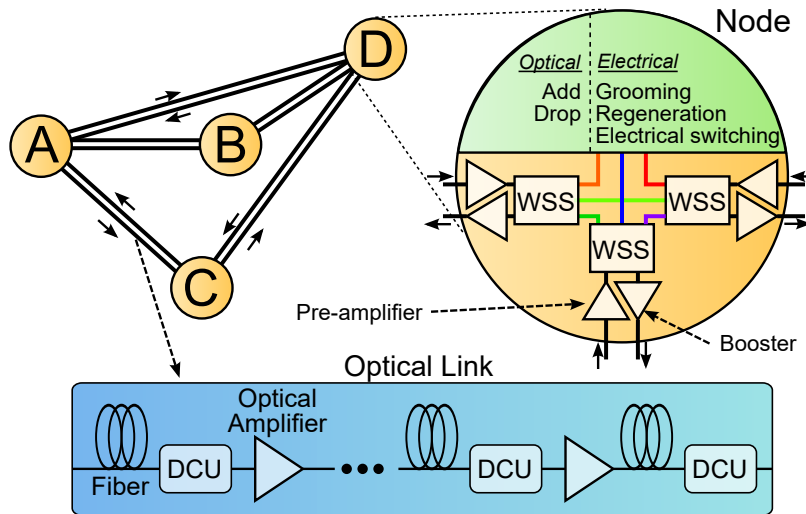 Node
D
A
B
C
Optical
Electrical
Add
Drop
Grooming
Regeneration
Electrical switching
WSS
WSS
WSS
Pre-amplifier
Booster
Optical Link
Optical
Amplifier
Fiber
DCU
DCU
DCU